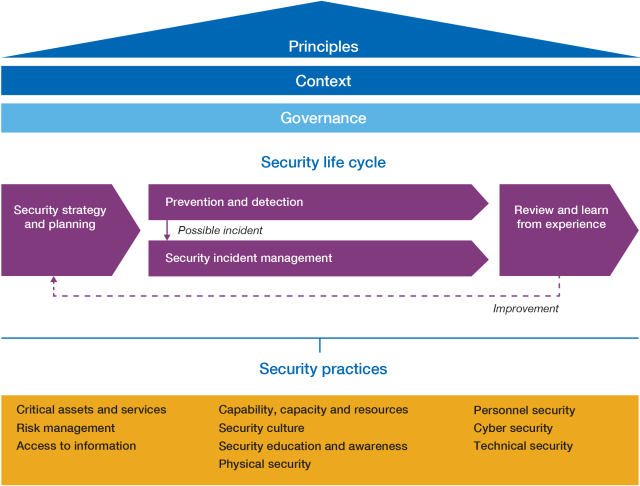 Principles
Context
Governance
Security life cycle
Security strategy
and planning
Prevention and detection
Possible incident
Security incident management
Review and learn
from experience
Improvement
Security practices
Critical assets and services
Risk management
Access to information
Capability, capacity and resources
Security culture
Security education and awareness
Physical security
Personnel security
Cyber security
Technical security